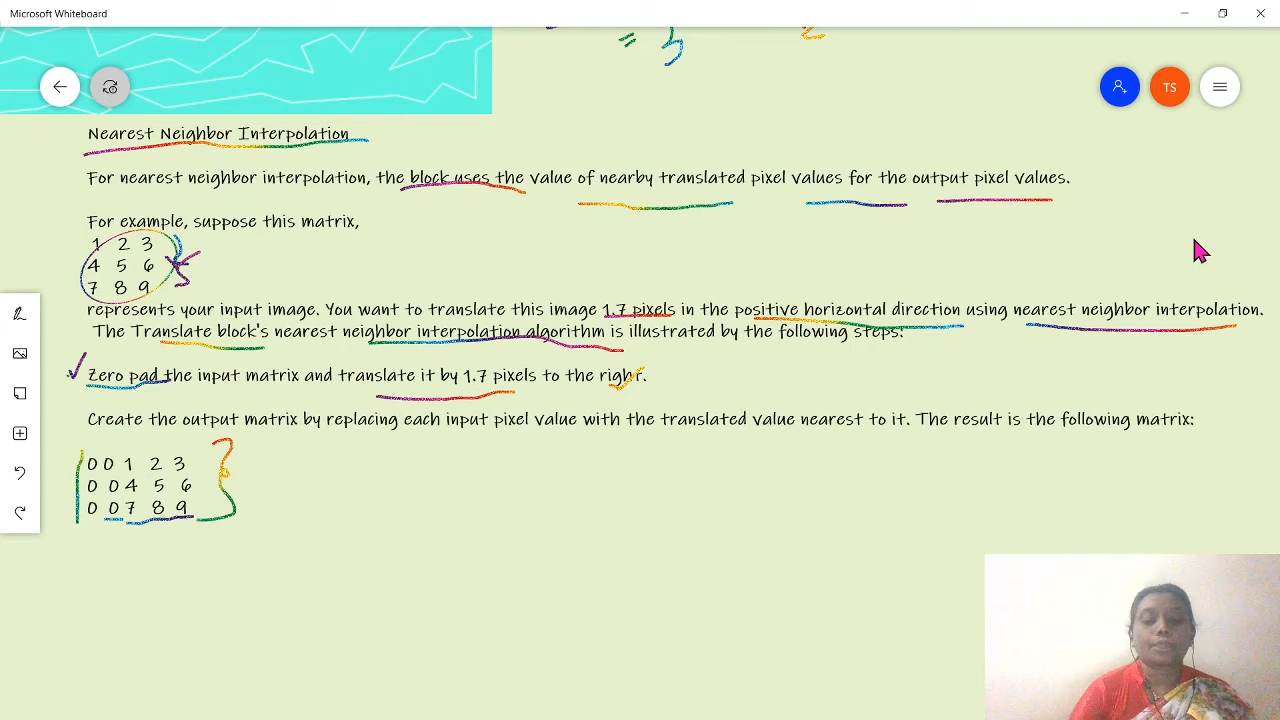 Microsoft Whiteboard
= 3 2
TS
Nearest Neighbor Interpolation
For nearest neighbor interpolation, the block uses the value of nearby translated pixel values for the output pixel values.
For example, suppose this matrix,
1 2 3
4 5 6
7 8 9
represents your input image. You want to translate this image 1.7 pixels in the positive horizontal direction using nearest neighbor interpolation.
The Translate block's nearest neighbor interpolation algorithm is illustrated by the following steps:
Zero pad the input matrix and translate it by 1.7 pixels to the right.
Create the output matrix by replacing each input pixel value with the translated value nearest to it. The result is the following matrix:
0 0 1 2 3
0 0 4 5 6
0 0 7 8 9